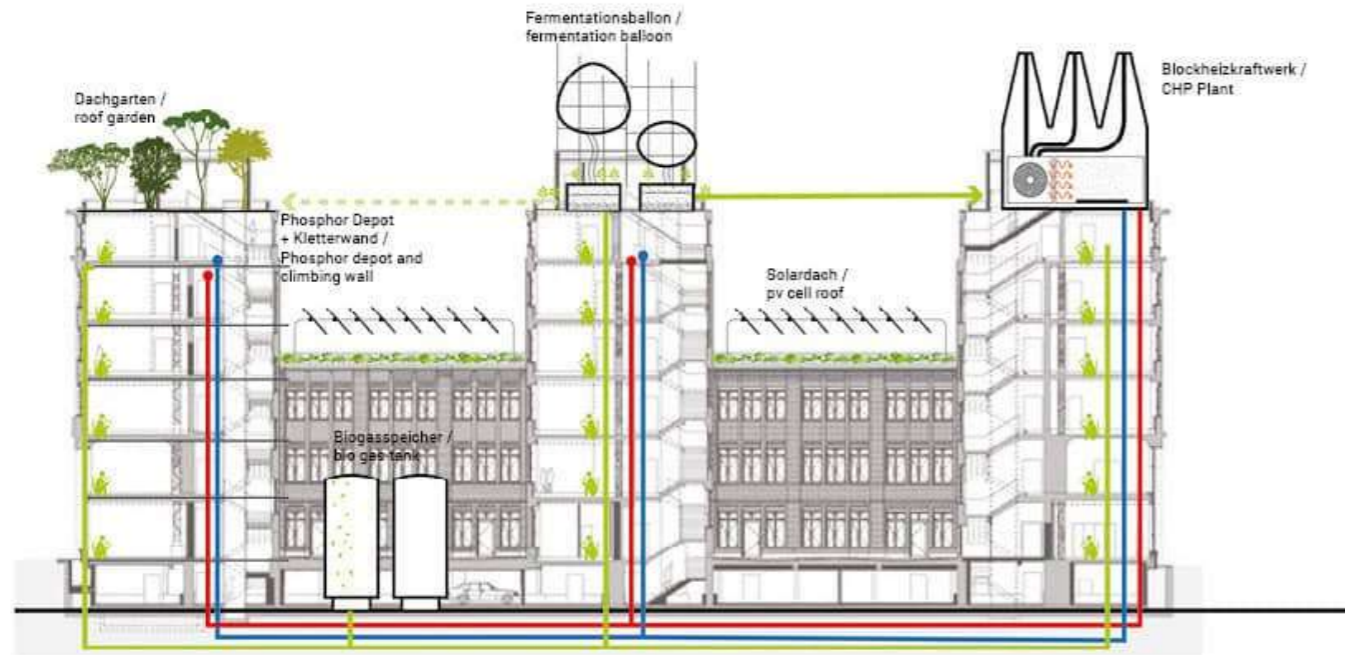 Fermentationsballon /
fermentation balloon
Blockheizkraftwerk /
CHP Plant
Dachgarten /
roof garden
Phosphor Depot
+ Kletterwand /
Phosphor depot and
climbing wall
Solardach /
pv cell roof
Biogasspeicher /
bio gas tank